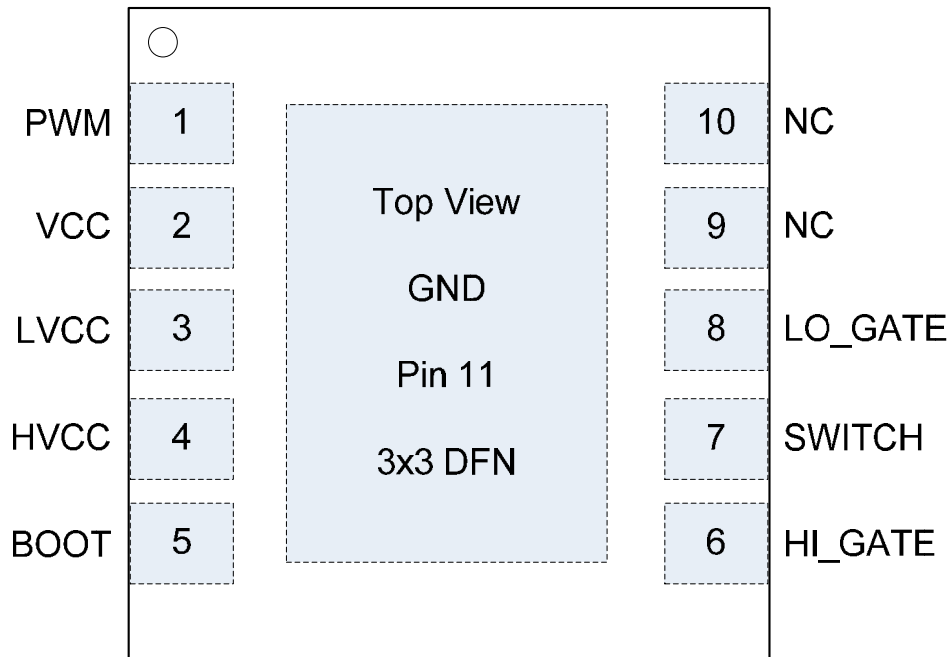 PWM 1 10 NC
VCC 2 9 NC
LVCC 3 8 LO_GATE
HVCC 4 7 SWITCH
BOOT 5 6 HI_GATE
Top View
GND
Pin 11
3x3 DFN